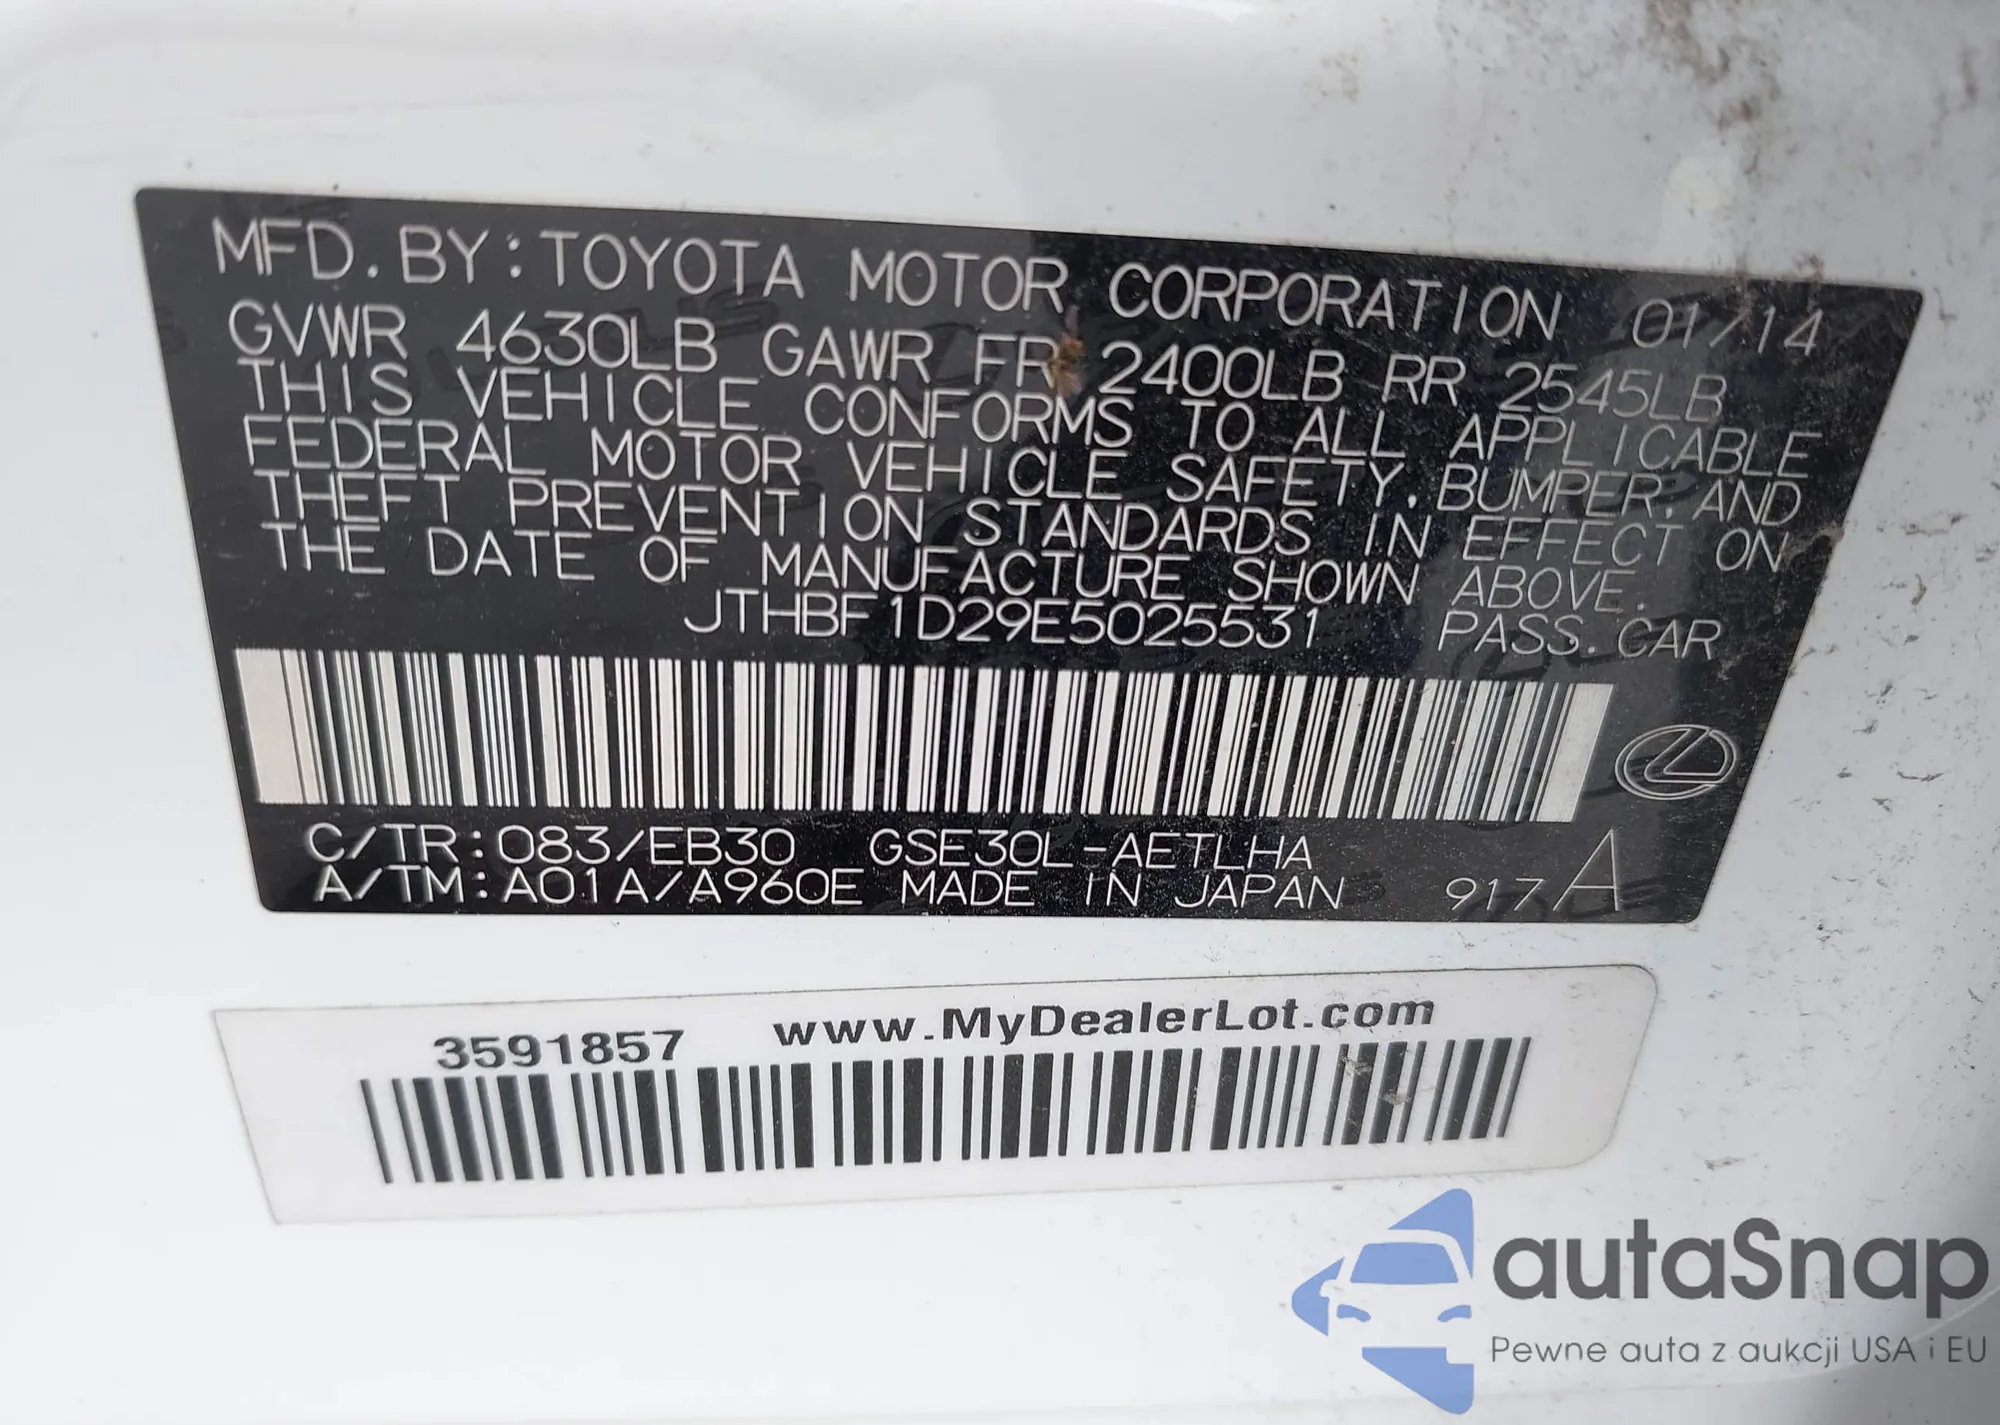 MFD. BY: TOYOTA MOTOR CORPORATION 01/14
GVWR 4630LB GAWR FR 2400LB RR 2545LB
THIS VEHICLE CONFORMS TO ALL APPLICABLE
FEDERAL MOTOR VEHICLE SAFETY, BUMPER, AND
THEFT PREVENTION STANDARDS IN EFFECT ON
THE DATE OF MANUFACTURE SHOWN ABOVE.
JTHBF1D29E5025531 PASS. CAR
C/TR: 083/EB30 GSE30L-AETLHA
A/TM: A01A/A960E MADE IN JAPAN 917 A
3591857 www.MyDealerLot.com
autaSnap
Pewne auta z aukcji USA i EU